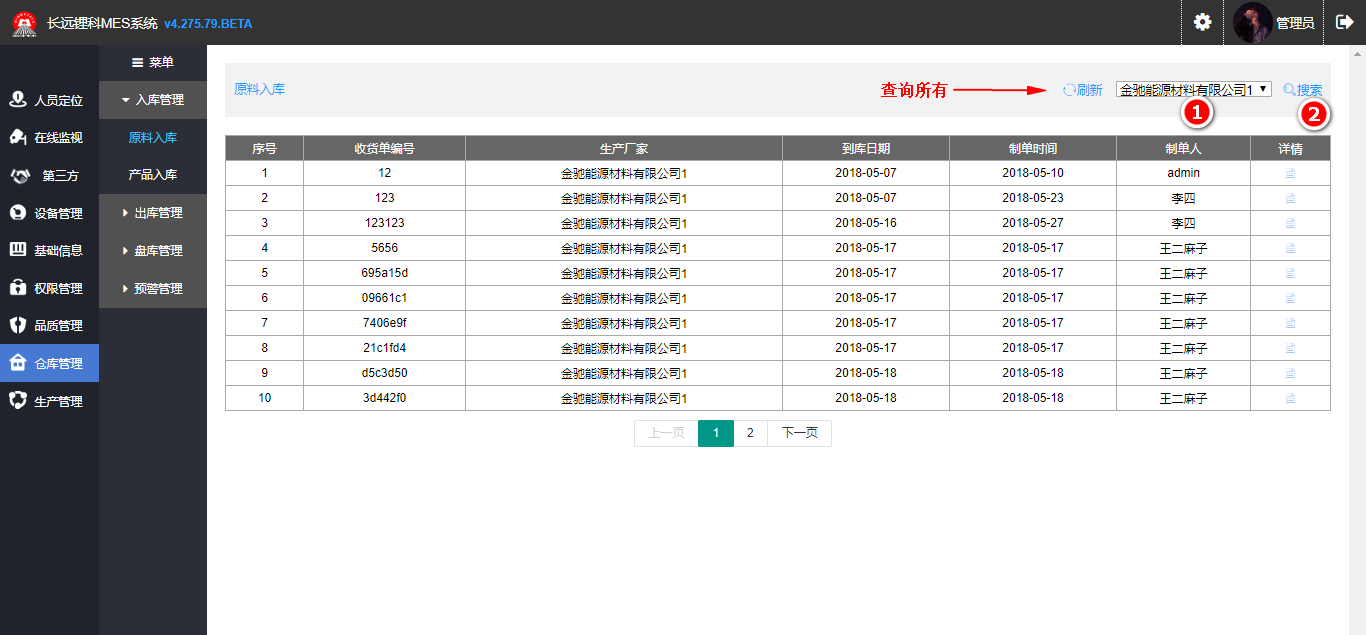 长远锂科MES系统 v4.275.79.BETA
管理员
人员定位
在线监视
第三方
设备管理
基础信息
权限管理
品质管理
仓库管理
生产管理
菜单
入库管理
原料入库
产品入库
出库管理
盘库管理
预警管理
原料入库 查询所有 刷新 金驰能源材料有限公司1 搜索
1 2
序号 收货单编号 生产厂家 到库日期 制单时间 制单人 详情
1 12 金驰能源材料有限公司1 2018-05-07 2018-05-10 admin
2 123 金驰能源材料有限公司1 2018-05-07 2018-05-23 李四
3 123123 金驰能源材料有限公司1 2018-05-16 2018-05-27 李四
4 5656 金驰能源材料有限公司1 2018-05-17 2018-05-17 王二麻子
5 695a15d 金驰能源材料有限公司1 2018-05-17 2018-05-17 王二麻子
6 09661c1 金驰能源材料有限公司1 2018-05-17 2018-05-17 王二麻子
7 7406e9f 金驰能源材料有限公司1 2018-05-17 2018-05-17 王二麻子
8 21c1fd4 金驰能源材料有限公司1 2018-05-17 2018-05-17 王二麻子
9 d5c3d50 金驰能源材料有限公司1 2018-05-18 2018-05-18 王二麻子
10 3d442f0 金驰能源材料有限公司1 2018-05-18 2018-05-18 王二麻子
上一页 1 2 下一页